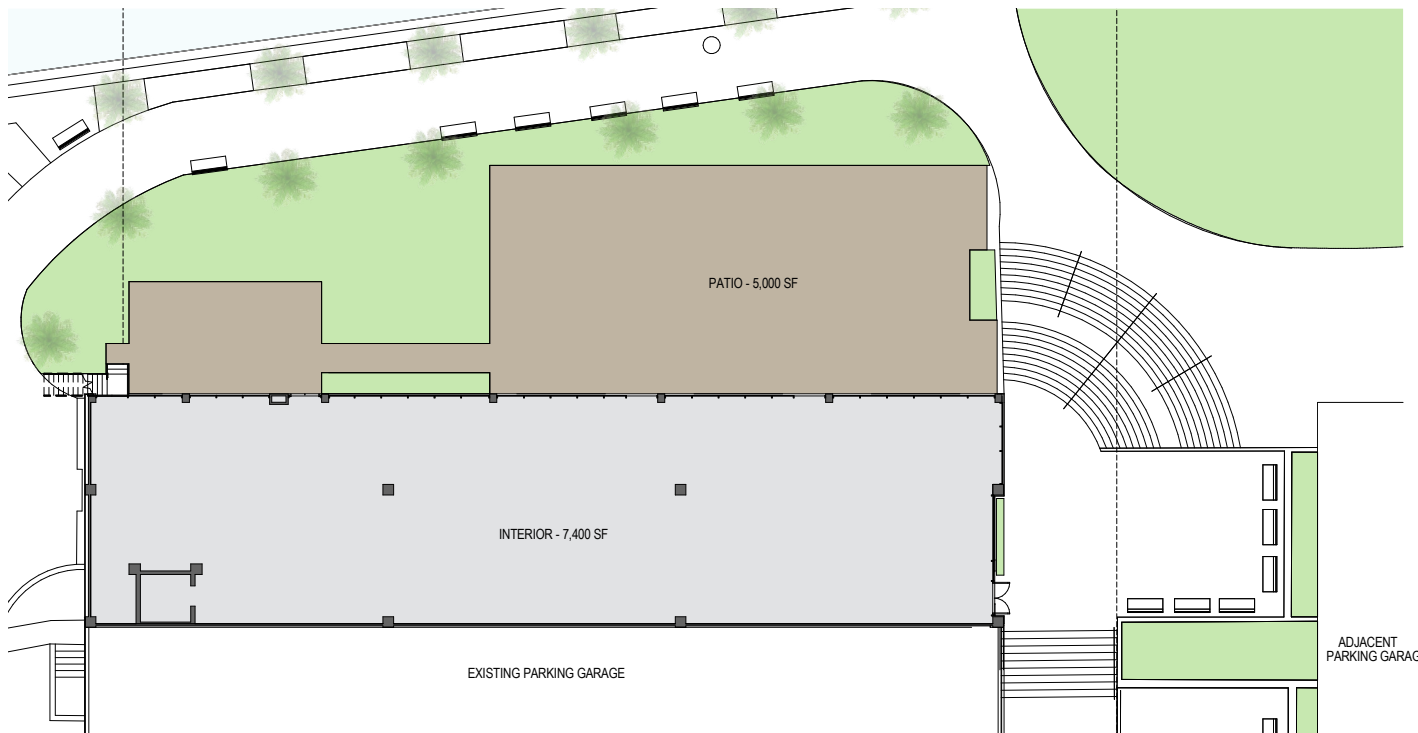 PATIO - 5,000 SF
INTERIOR - 7,400 SF
EXISTING PARKING GARAGE
ADJACENT
PARKING GARAG